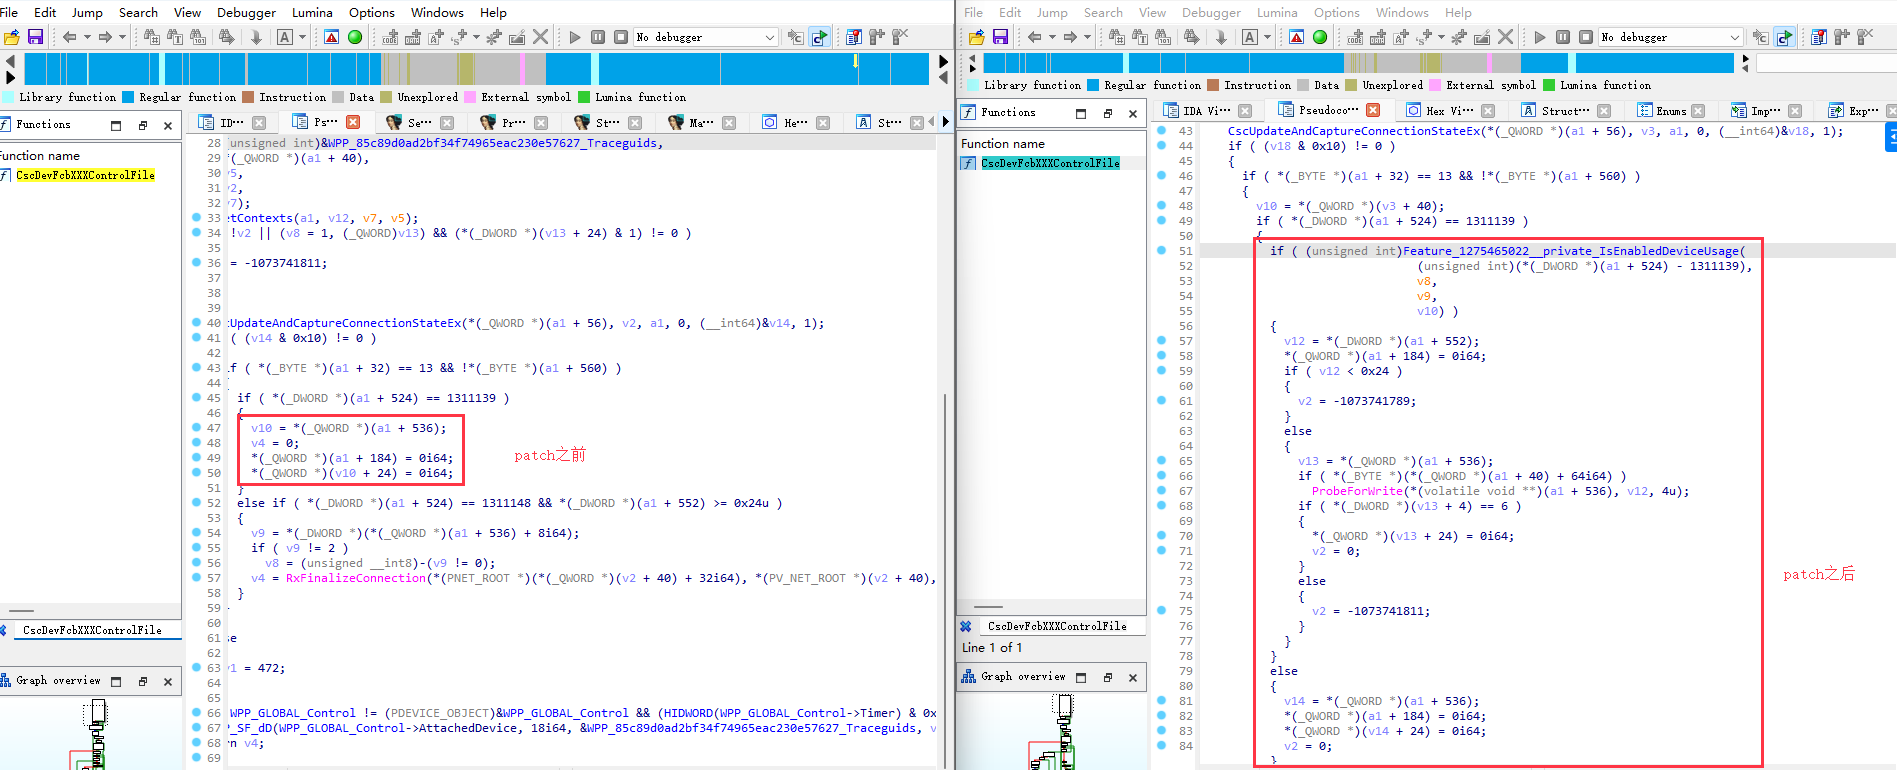 File Edit Jump Search View Debugger Lumina Options Windows Help
No debugger
Library function Regular function Instruction Data Unexplored External symbol Lumina function
Functions
Function name
CscDevFcbXXXControlFile
CscDevFcbXXXControlFile
Graph overview
ID··· Ps··· Se··· Pr··· St··· Ma··· He··· St···
28 (unsigned int)&WPP_85c89d0ad2bf34f74965eac230e57627_Traceguids,
29 *(_QWORD *)(a1 + 40),
30 v5,
31 v2,
32 v7);
33 etContexts(a1, v12, v7, v5);
34 !v2 || (v8 = 1, (_QWORD)v13) && (*(_DWORD *)(v13 + 24) & 1) != 0 )
35
36 = -1073741811;
37
38
39
40 tUpdateAndCaptureConnectionStateEx(*(_QWORD *)(a1 + 56), v2, a1, 0, (__int64)&v14, 1);
41 ( (v14 & 0x10) != 0 )
42
43 if ( *(_BYTE *)(a1 + 32) == 13 && !*(_BYTE *)(a1 + 560) )
44 {
45 if ( *(_DWORD *)(a1 + 524) == 1311139 )
46 {
47 v10 = *(_QWORD *)(a1 + 536);
48 v4 = 0;
49 *(_QWORD *)(a1 + 184) = 0i64;
50 *(_QWORD *)(v10 + 24) = 0i64;
51 }
52 else if ( *(_DWORD *)(a1 + 524) == 1311148 && *(_DWORD *)(a1 + 552) >= 0x24u )
53 {
54 v9 = *(_DWORD *)(*(_QWORD *)(a1 + 536) + 8i64);
55 if ( v9 != 2 )
56 v8 = (unsigned __int8)-(v9 != 0);
57 v4 = RxFinalizeConnection(*(PNET_ROOT *)(*(_QWORD *)(v2 + 40) + 32i64), *(PV_NET_ROOT *)(v2 + 40),
58 }
59
60
61 se
62
63 v1 = 472;
64
65
66 WPP_GLOBAL_Control != (PDEVICE_OBJECT)&WPP_GLOBAL_Control && (HIDWORD(WPP_GLOBAL_Control->Timer) & 0x
67 P_SF_dD(WPP_GLOBAL_Control->AttachedDevice, 18i64, &WPP_85c89d0ad2bf34f74965eac230e57627_Traceguids, v
68 rn v4;
69
patch之前
File Edit Jump Search View Debugger Lumina Options Windows Help
No debugger
Library function Regular function Instruction Data Unexplored External symbol Lumina function
Functions
Function name
CscDevFcbXXXControlFile
CscDevFcbXXXControlFile
Line 1 of 1
Graph overview
IDA Vi··· Pseudoco··· Hex Vi··· Struct··· Enums Imp··· Exp···
43 CscUpdateAndCaptureConnectionStateEx(*(_QWORD *)(a1 + 56), v3, a1, 0, (__int64)&v18, 1);
44 if ( (v18 & 0x10) != 0 )
45 {
46 if ( *(_BYTE *)(a1 + 32) == 13 && !*(_BYTE *)(a1 + 560) )
47 {
48 v10 = *(_QWORD *)(v3 + 40);
49 if ( *(_DWORD *)(a1 + 524) == 1311139 )
50 {
51 if ( (unsigned int)Feature_1275465022__private_IsEnabledDeviceUsage(
52 (unsigned int)(*(_DWORD *)(a1 + 524) - 1311139),
53 v8,
54 v9,
55 v10) )
56 {
57 v12 = *(_DWORD *)(a1 + 552);
58 *(_QWORD *)(a1 + 184) = 0i64;
59 if ( v12 < 0x24 )
60 {
61 v2 = -1073741789;
62 }
63 else
64 {
65 v13 = *(_QWORD *)(a1 + 536);
66 if ( *(_BYTE *)(*(_QWORD *)(a1 + 40) + 64i64) )
67 ProbeForWrite(*(volatile void **)(a1 + 536), v12, 4u);
68 if ( *(_DWORD *)(v13 + 4) == 6 )
69 {
70 *(_QWORD *)(v13 + 24) = 0i64;
71 v2 = 0;
72 }
73 else
74 {
75 v2 = -1073741811;
76 }
77 }
78 }
79 else
80 {
81 v14 = *(_QWORD *)(a1 + 536);
82 *(_QWORD *)(a1 + 184) = 0i64;
83 *(_QWORD *)(v14 + 24) = 0i64;
84 v2 = 0;
}
patch之后